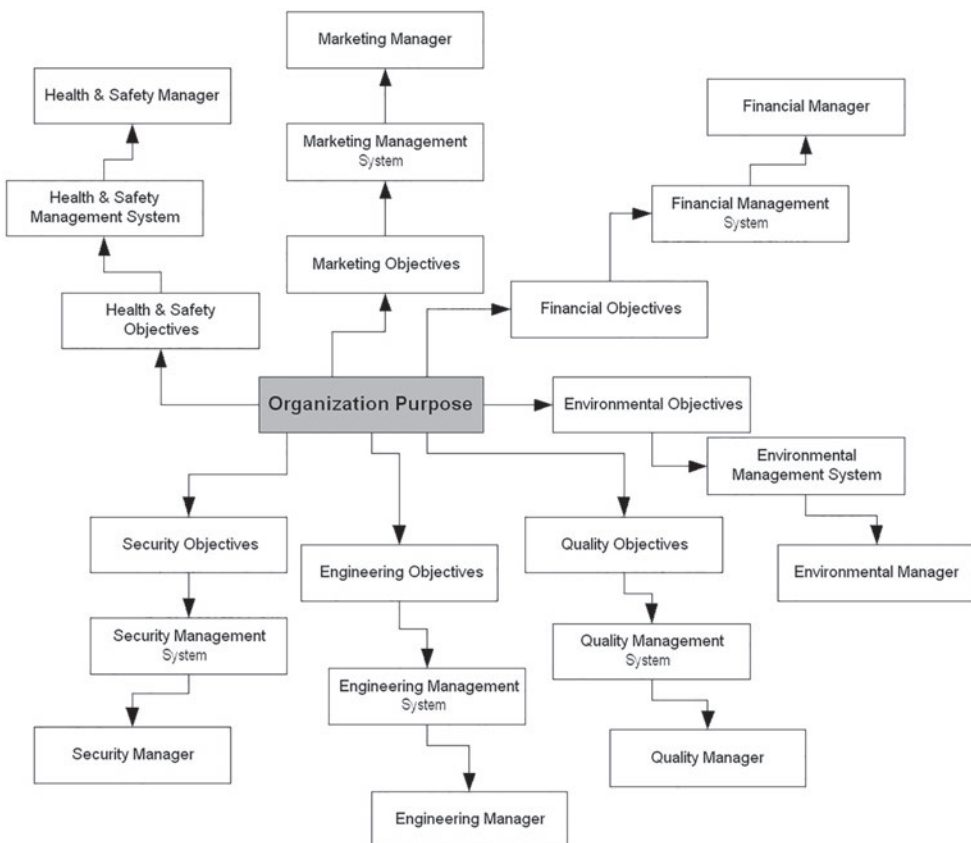 Marketing Manager
Health & Safety Manager
Financial Manager
Marketing Management
System
Health & Safety
Management System
Financial Management
System
Marketing Objectives
Health & Safety
Objectives
Financial Objectives
Organization Purpose
Environmental Objectives
Environmental
Management System
Security Objectives
Engineering Objectives
Quality Objectives
Environmental Manager
Security Management
System
Quality Management
System
Engineering Management
System
Security Manager
Quality Manager
Engineering Manager